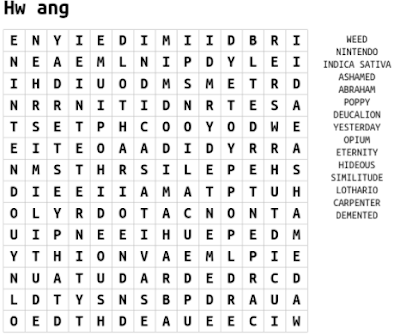 Hw ang
E N Y I E D I M I I D B R I
N E A E M L N I P D Y L E I
I H D I U O D M S M E T R D
N R R N I T I D N R T E S A
T S E T P H C O O Y O D W E
E I T E O A A D I D Y R R A
N M S T H R S I L E P E H S
D I E E I I A M A T P T U H
O L Y R D O T A C N O N T A
U I P N E E I H U E P E D M
Y T H I O N V A E M L P I E
N U A T U D A R D E D R C D
L D T Y S N S B P D R A U A
O E D T H D E A U E E C I W
WEED
NINTENDO
INDICA SATIVA
ASHAMED
ABRAHAM
POPPY
DEUCALION
YESTERDAY
OPIUM
ETERNITY
HIDEOUS
SIMILITUDE
LOTHARIO
CARPENTER
DEMENTED